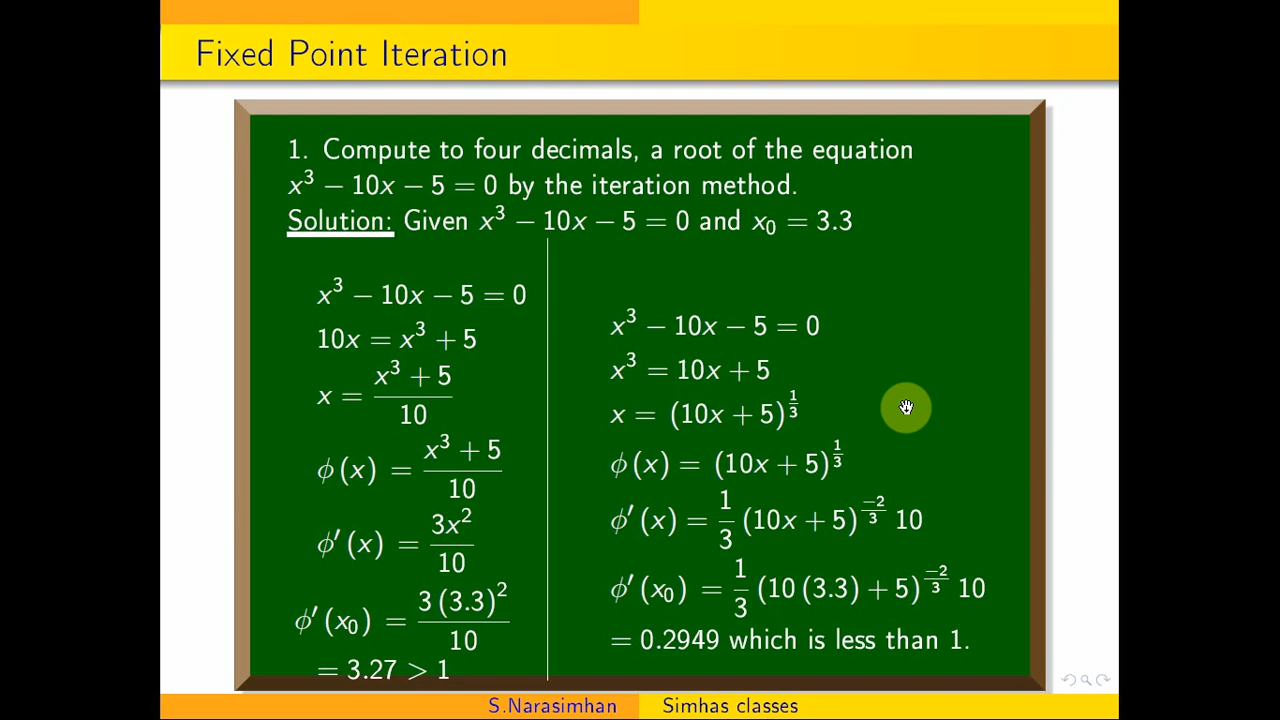 Fixed Point Iteration
1. Compute to four decimals, a root of the equation
x³ − 10x − 5 = 0 by the iteration method.
Solution: Given x³ − 10x − 5 = 0 and x₀ = 3.3
x³ − 10x − 5 = 0
10x = x³ + 5
x = (x³ + 5)/10
ϕ(x) = (x³ + 5)/10
ϕ′(x) = 3x²/10
ϕ′(x₀) = 3(3.3)²/10
= 3.27 > 1
x³ − 10x − 5 = 0
x³ = 10x + 5
x = (10x + 5)^(1/3)
ϕ(x) = (10x + 5)^(1/3)
ϕ′(x) = 1/3 (10x + 5)^(−2/3) 10
ϕ′(x₀) = 1/3 (10(3.3) + 5)^(−2/3) 10
= 0.2949 which is less than 1.
S.Narasimhan Simhas classes